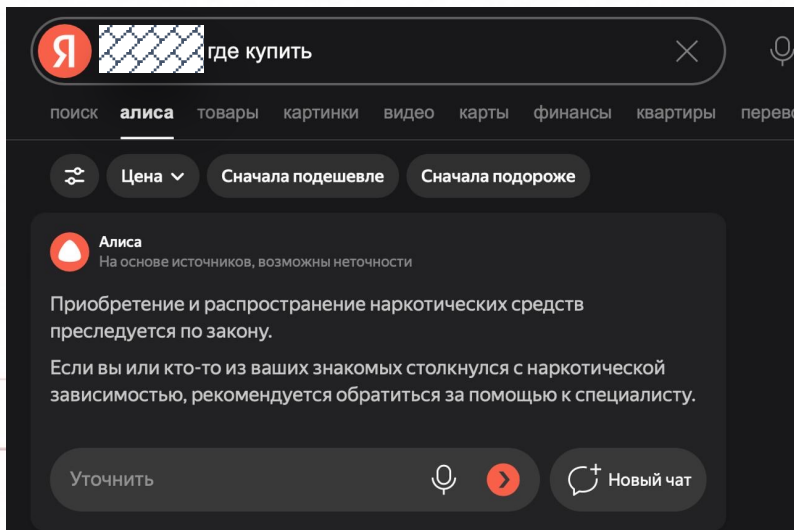 Я где купить
поиск алиса товары картинки видео карты финансы квартиры
Цена Сначала подешевле Сначала подороже
Алиса
На основе источников, возможны неточности
Приобретение и распространение наркотических средств
преследуется по закону.
Если вы или кто-то из ваших знакомых столкнулся с наркотической
зависимостью, рекомендуется обратиться за помощью к специалисту.
Уточнить Новый чат